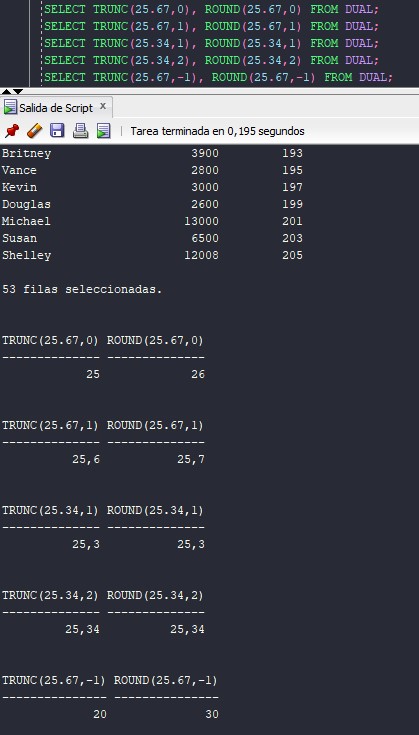 SELECT TRUNC(25.67,0), ROUND(25.67,0) FROM DUAL;
SELECT TRUNC(25.67,1), ROUND(25.67,1) FROM DUAL;
SELECT TRUNC(25.34,1), ROUND(25.34,1) FROM DUAL;
SELECT TRUNC(25.34,2), ROUND(25.34,2) FROM DUAL;
SELECT TRUNC(25.67,-1), ROUND(25.67,-1) FROM DUAL;
Salida de Script x
Tarea terminada en 0,195 segundos
Britney 3900 193
Vance 2800 195
Kevin 3000 197
Douglas 2600 199
Michael 13000 201
Susan 6500 203
Shelley 12008 205
53 filas seleccionadas.
TRUNC(25.67,0) ROUND(25.67,0)
-------------- --------------
25 26
TRUNC(25.67,1) ROUND(25.67,1)
-------------- --------------
25,6 25,7
TRUNC(25.34,1) ROUND(25.34,1)
-------------- --------------
25,3 25,3
TRUNC(25.34,2) ROUND(25.34,2)
-------------- --------------
25,34 25,34
TRUNC(25.67,-1) ROUND(25.67,-1)
--------------- ---------------
20 30